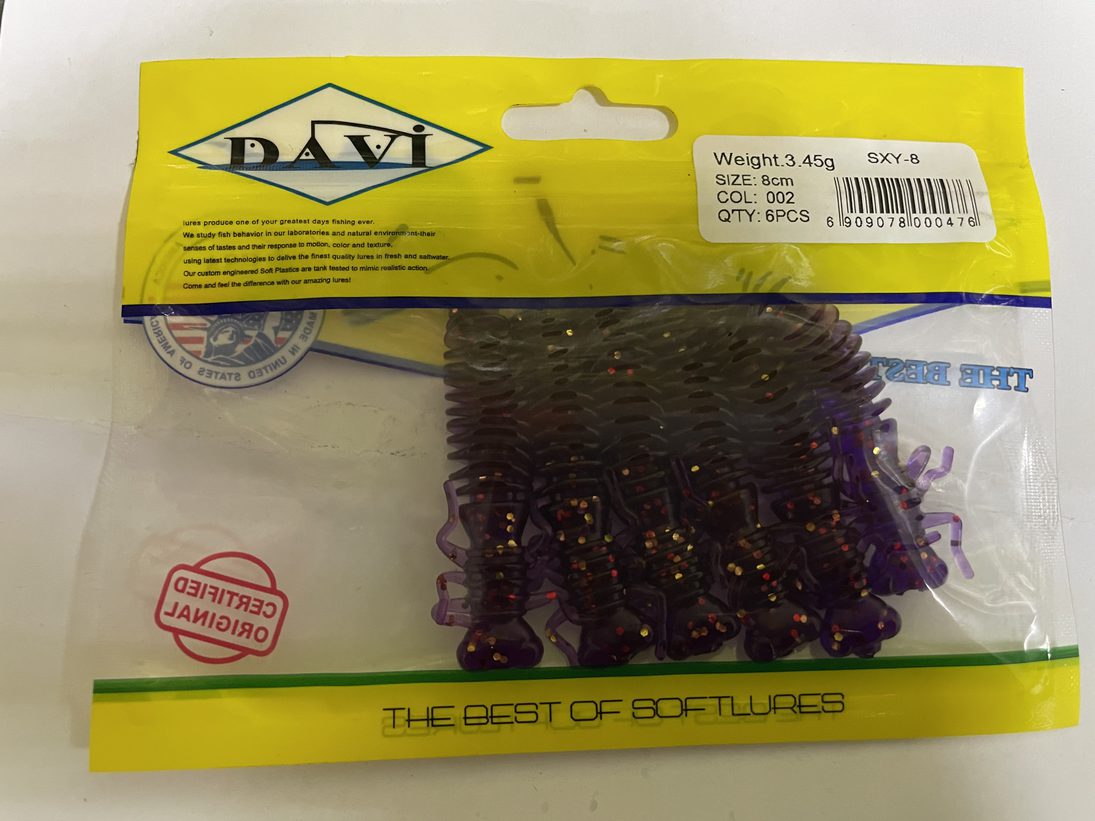 DAVI
lures produce one of your greatest days fishing ever.
We study fish behavior in our laboratories and natural environment-their
senses of tastes and their response to motion, color and texture,
using latest technologies to delive the finest quality lures in fresh and saltwater.
Our custom engineered Soft Plastics are tank tested to mimic realistic action.
Come and feel the difference with our amazing lures!
Weight.3.45g SXY-8
SIZE: 8cm
COL: 002
Q'TY: 6PCS
6 909078 000476
MADE IN UNITED STATES OF AMERICA
THE BEST
CERTIFIED
ORIGINAL
THE BEST OF SOFTLURES